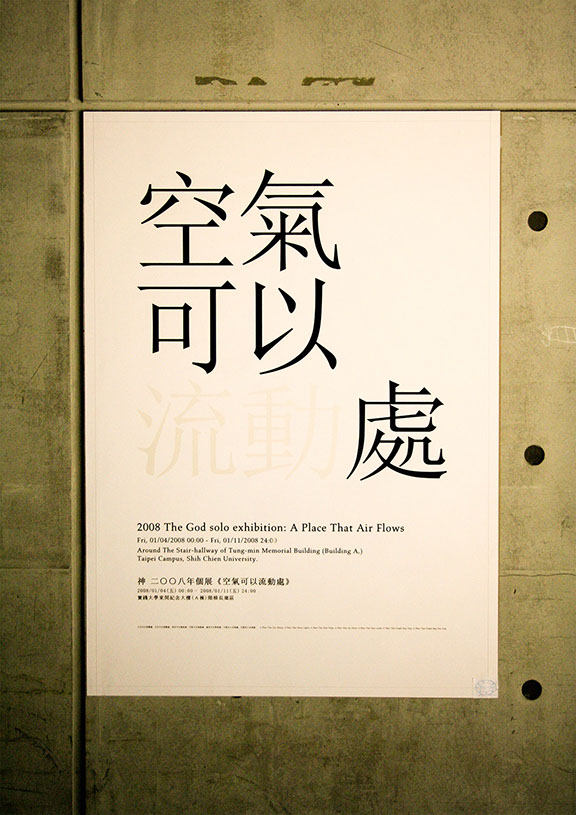 空氣
可以
流動處
2008 The God solo exhibition: A Place That Air Flows
Fri, 01/04/2008 00:00 - Fri, 01/11/2008 24:0
Around The Stair-hallway of Tung-min Memorial Building (Building A,)
Taipei Campus, Shih Chien University.
神 二〇〇八年個展《空氣可以流動處》
2008/01/04(五) 00:00 - 2008/01/11(五) 24:00
實踐大學東閔紀念大樓(A棟)階梯長廊區